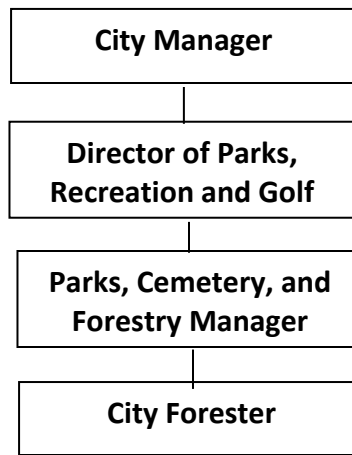 City Manager
Director of Parks,
Recreation and Golf
Parks, Cemetery, and
Forestry Manager
City Forester